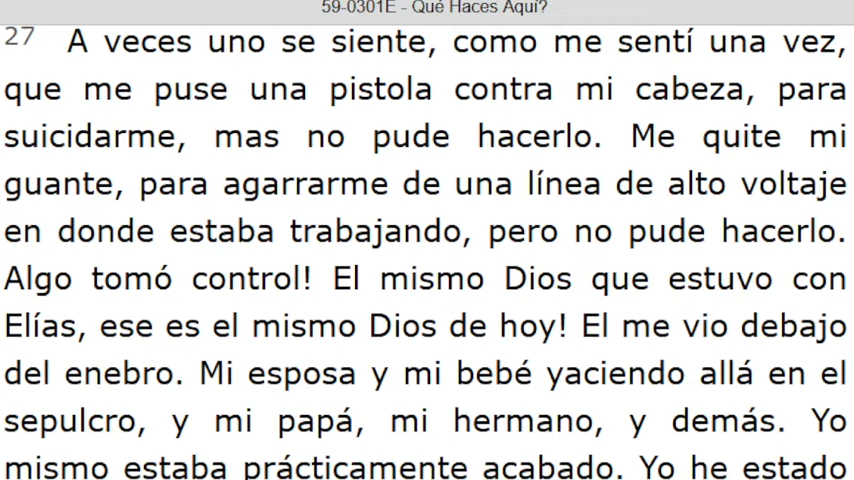 59-0301E - Qué Haces Aquí?
27 A veces uno se siente, como me sentí una vez,
que me puse una pistola contra mi cabeza, para
suicidarme, mas no pude hacerlo. Me quite mi
guante, para agarrarme de una línea de alto voltaje
en donde estaba trabajando, pero no pude hacerlo.
Algo tomó control! El mismo Dios que estuvo con
Elías, ese es el mismo Dios de hoy! El me vio debajo
del enebro. Mi esposa y mi bebé yaciendo allá en el
sepulcro, y mi papá, mi hermano, y demás. Yo
mismo estaba prácticamente acabado. Yo he estado